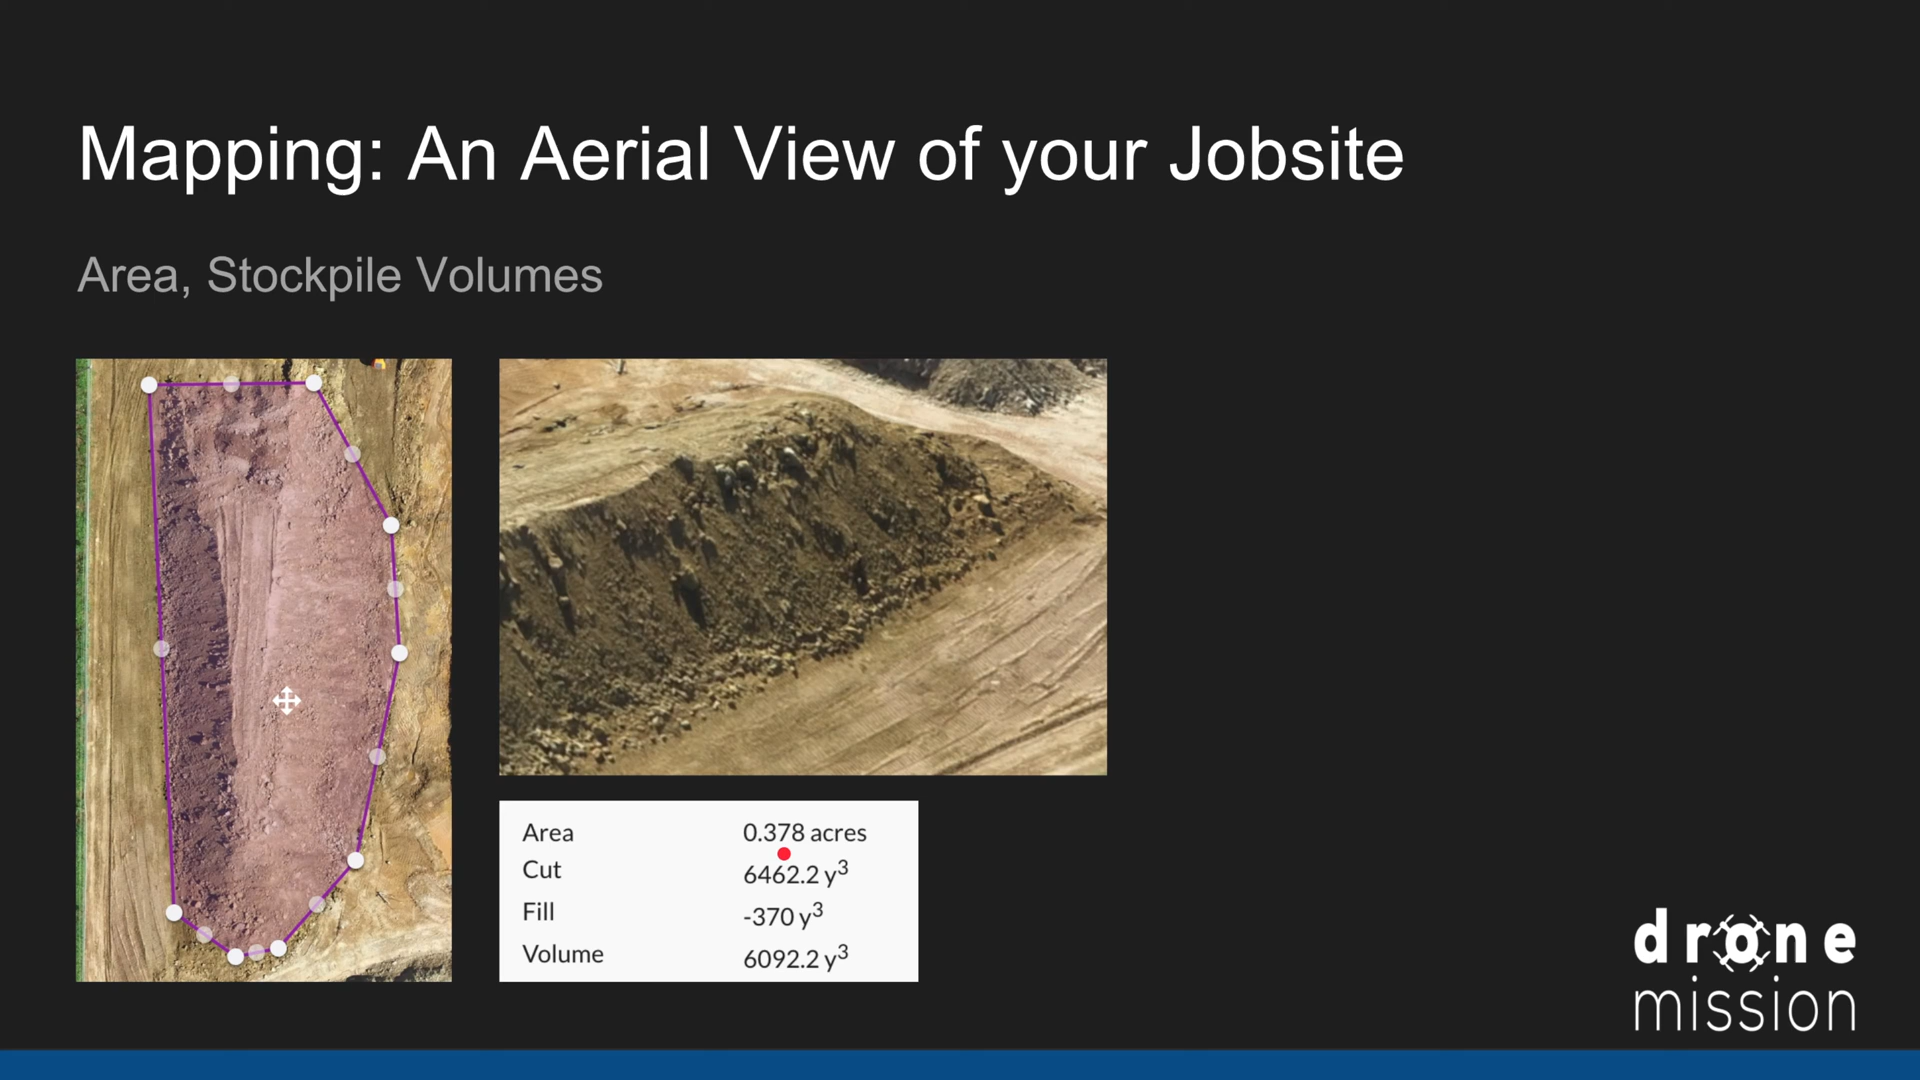 Mapping: An Aerial View of your Jobsite
Area, Stockpile Volumes
Area 0.378 acres
Cut 6462.2 y³
Fill -370 y³
Volume 6092.2 y³
drone
mission